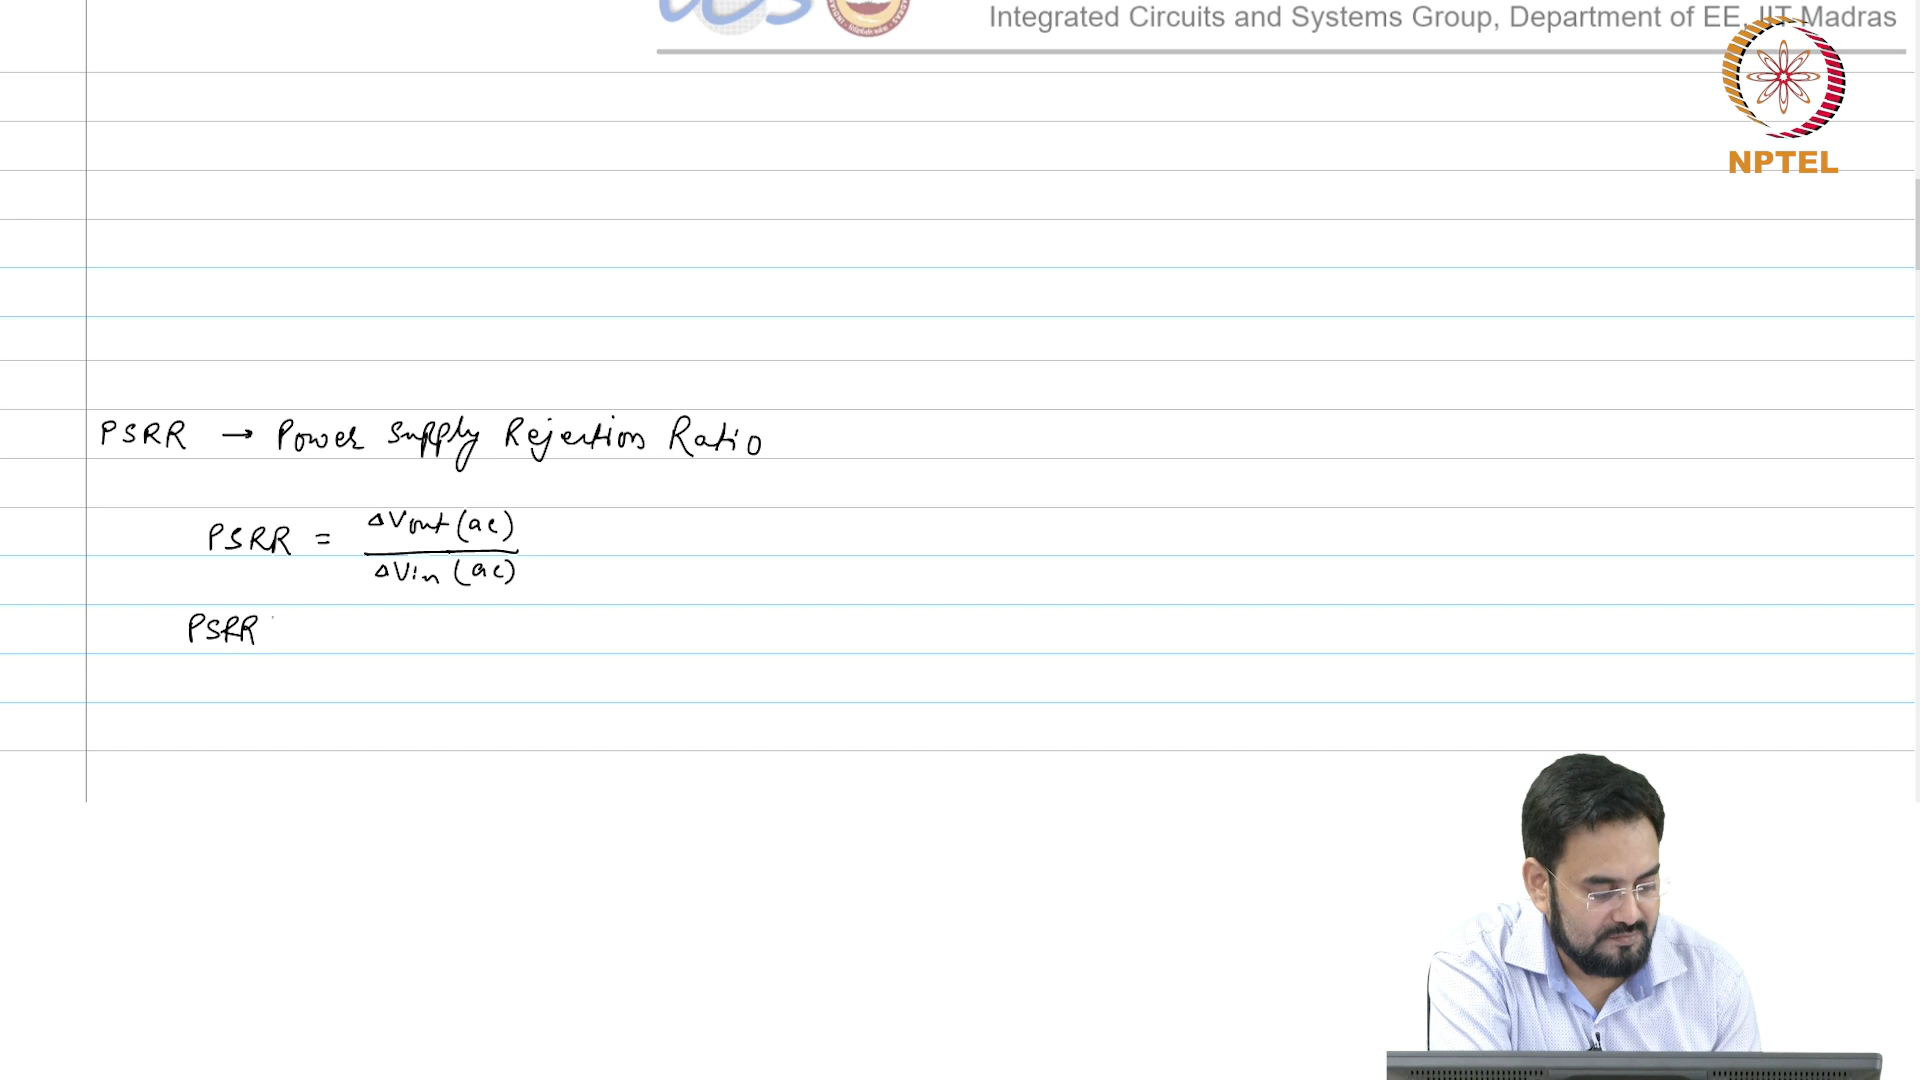 Integrated Circuits and Systems Group, Department of EE, IIT Madras
NPTEL
PSRR → Power Supply Rejection Ratio
PSRR = ΔVout (ac)
ΔVin (ac)
PSRR